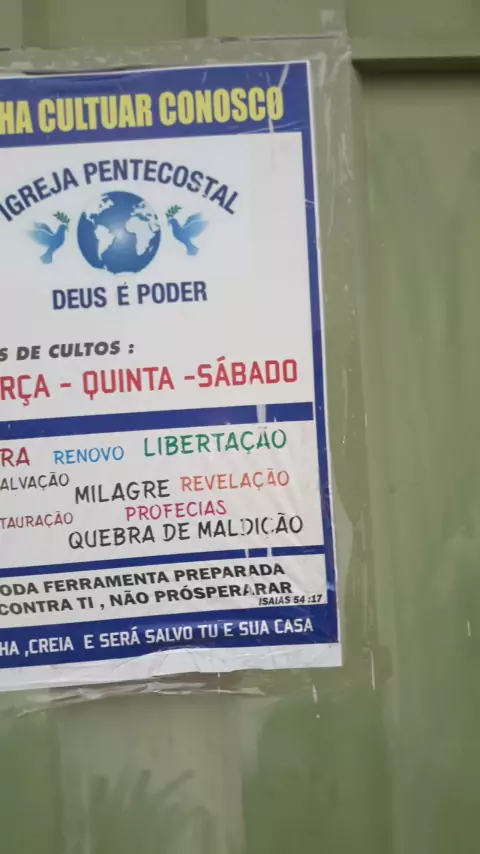 HA CULTUAR CONOSCO
IGREJA PENTECOSTAL
DEUS É PODER
S DE CULTOS :
RÇA - QUINTA -SÁBADO
RA RENOVO LIBERTAÇÃO
ALVAÇÃO MILAGRE REVELAÇÃO
TAURAÇÃO PROFECIAS
QUEBRA DE MALDIÇÃO
ODA FERRAMENTA PREPARADA
CONTRA TI , NÃO PRÓSPERARAR
ISAIAS 54 :17
HA ,CREIA E SERÁ SALVO TU E SUA CASA